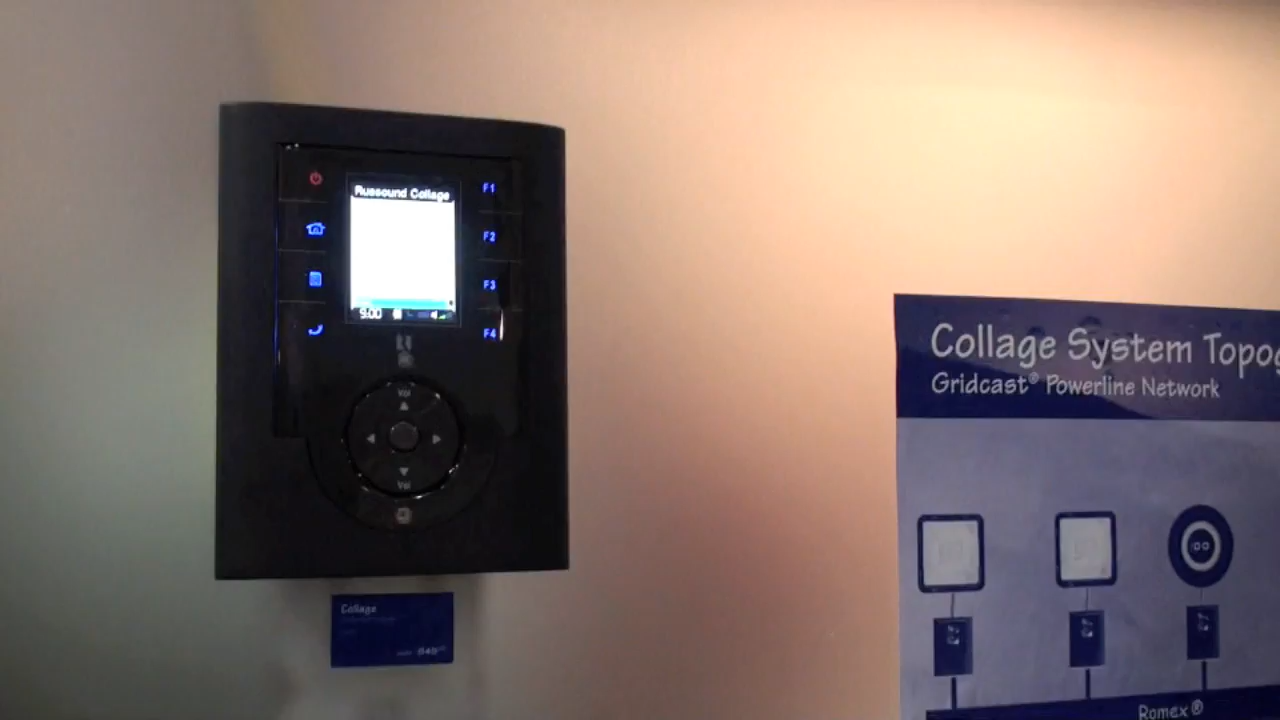 Russound Collage
F1
F2
F3
9:00
F4
Vol
Vol
Collage
Collage System Topog
Gridcast® Powerline Network
Romex®